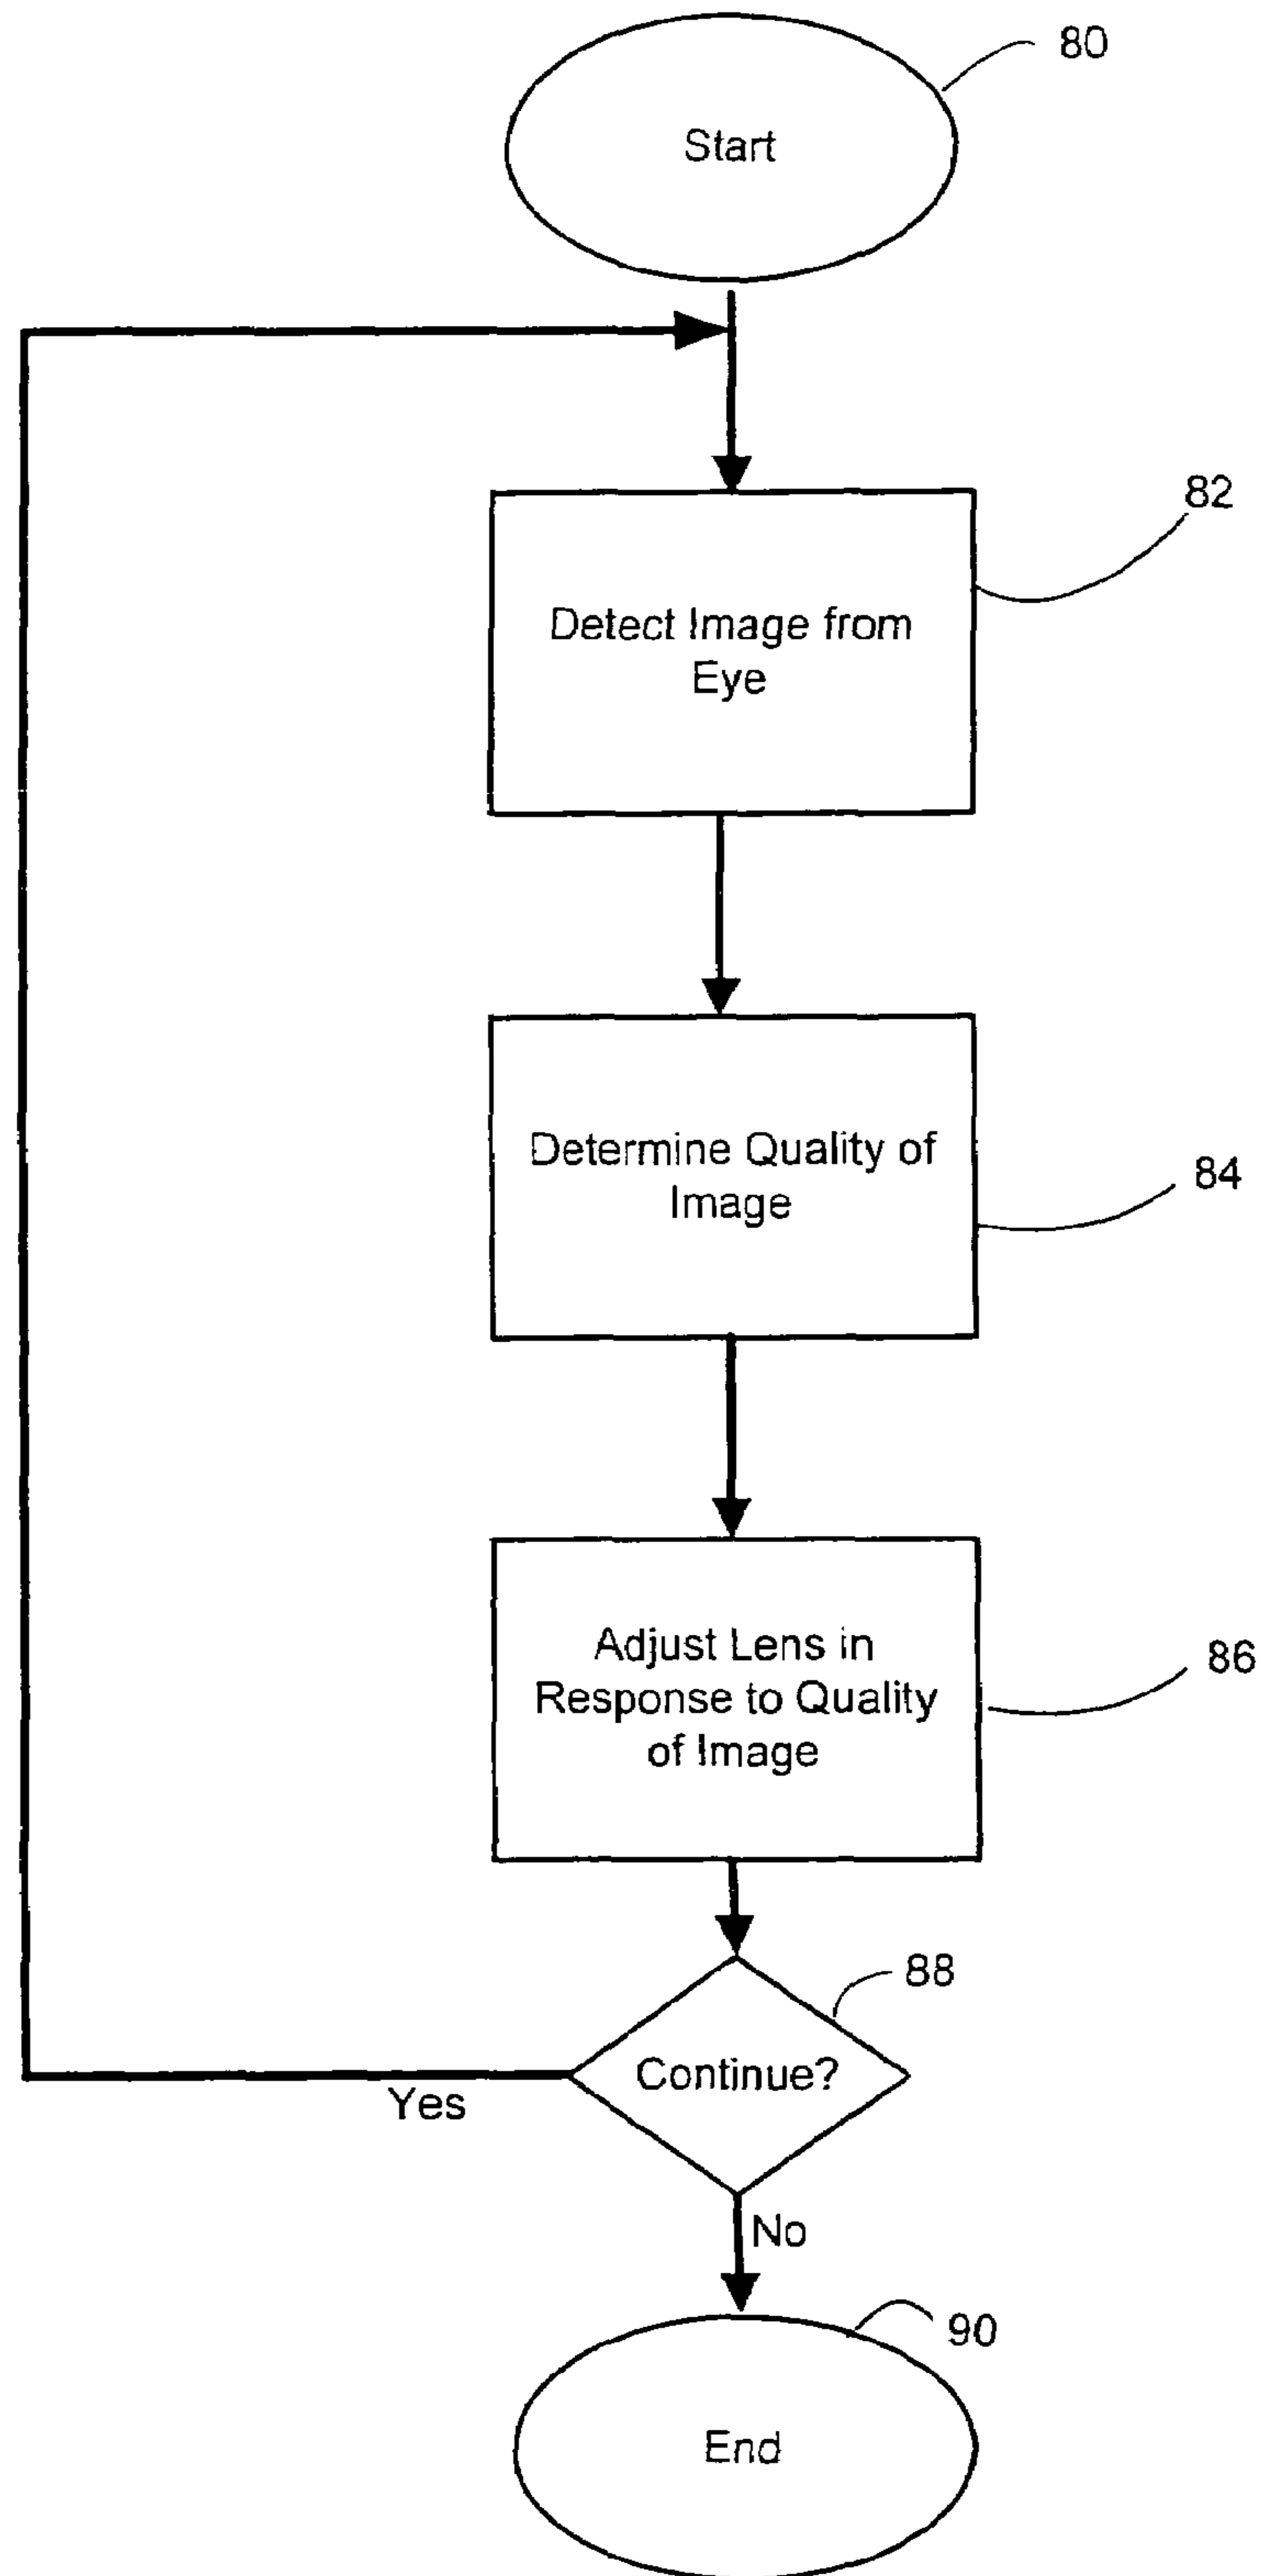 80
Start
82
Detect Image from
Eye
Determine Quality of
Image
84
Adjust Lens in
Response to Quality
of Image
86
88
Continue?
Yes
No
90
End